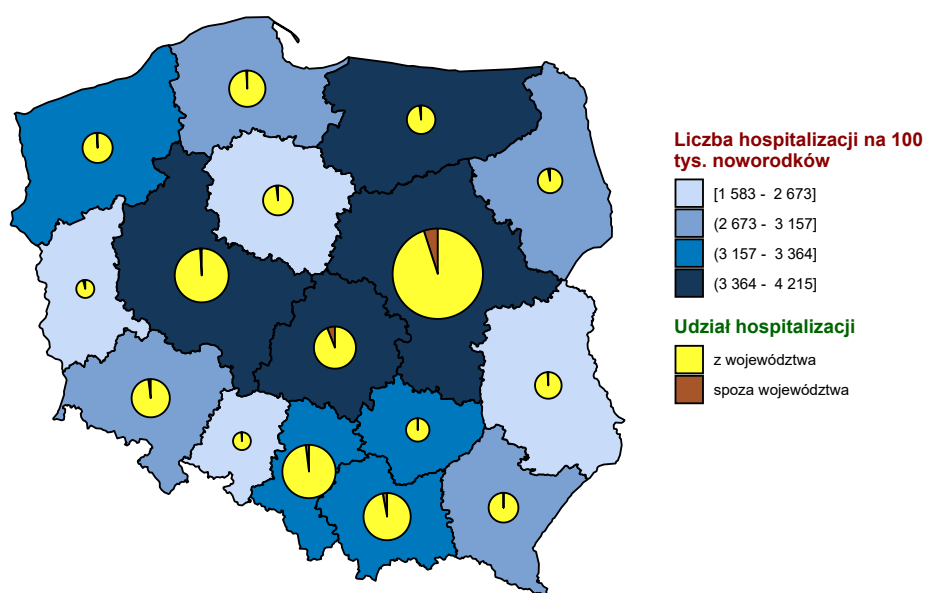 Liczba hospitalizacji na 100
tys. noworodków
[1 583 - 2 673]
(2 673 - 3 157]
(3 157 - 3 364]
(3 364 - 4 215]
Udział hospitalizacji
z województwa
spoza województwa